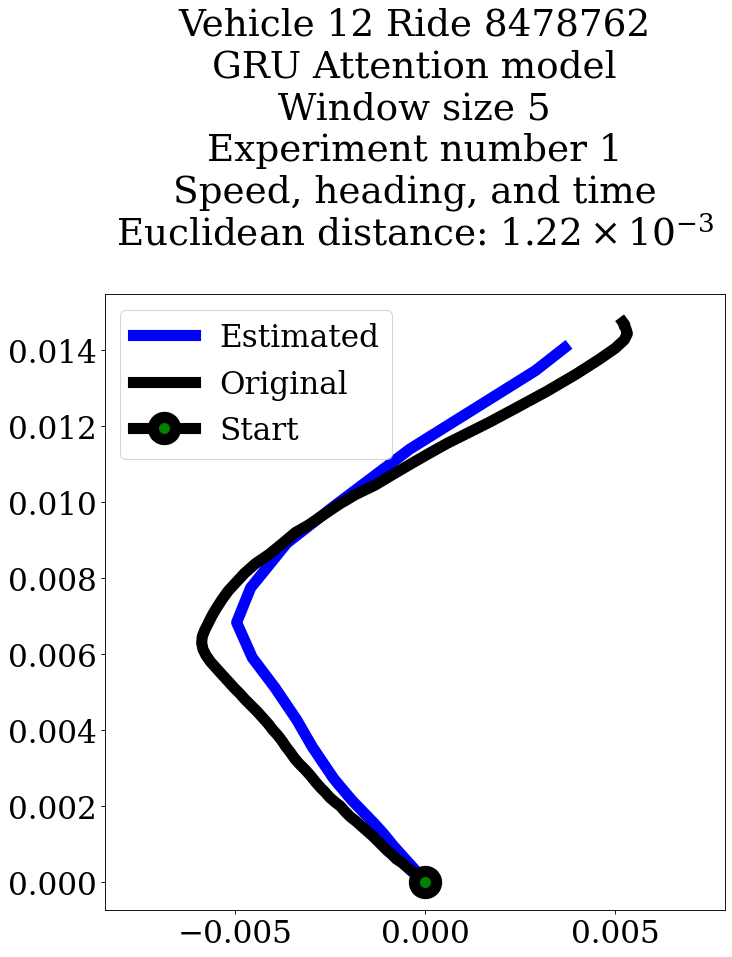 Vehicle 12 Ride 8478762
GRU Attention model
Window size 5
Experiment number 1
Speed, heading, and time
Euclidean distance: 1.22 × 10⁻³
Estimated
Original
Start
0.014
0.012
0.010
0.008
0.006
0.004
0.002
0.000
−0.005 0.000 0.005